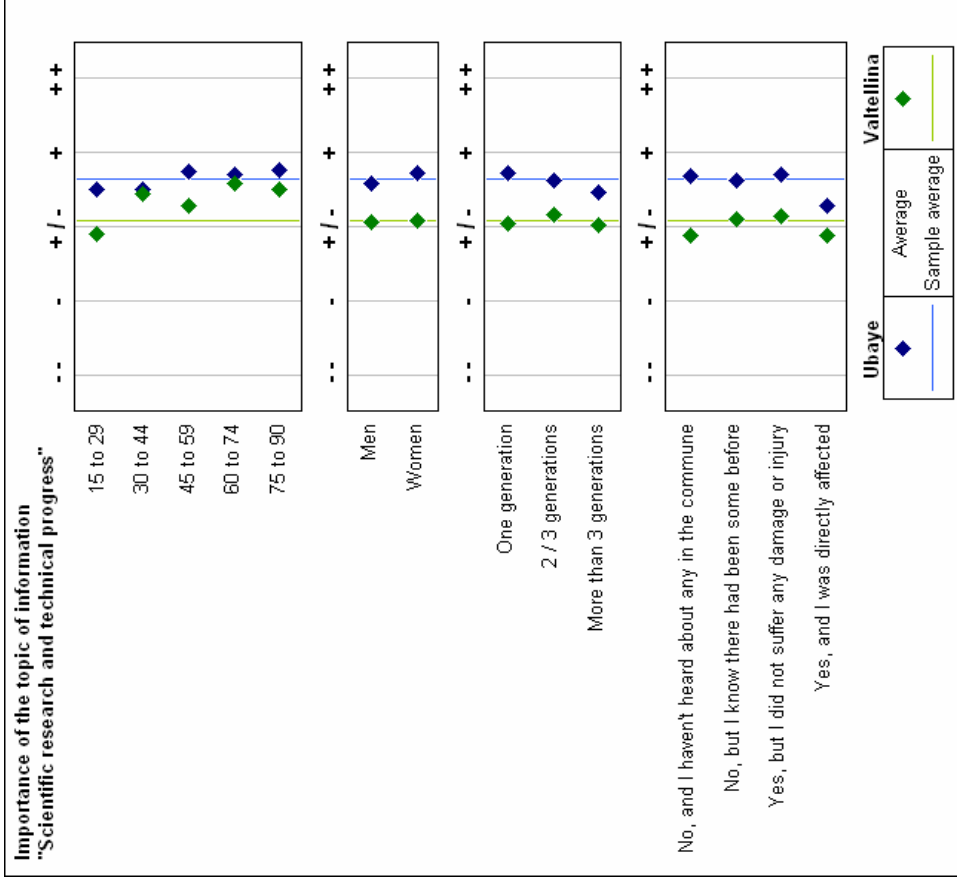 Importance of the topic of information
"Scientific research and technical progress"
- - - + / - + + +
15 to 29
30 to 44
45 to 59
60 to 74
75 to 90
- - - + / - + + +
Men
Women
- - - + / - + + +
One generation
2 / 3 generations
More than 3 generations
- - - + / - + + +
No, and I haven't heard about any in the commune
No, but I know there had been some before
Yes, but I did not suffer any damage or injury
Yes, and I was directly affected
Ubaye Valtellina
Average
Sample average